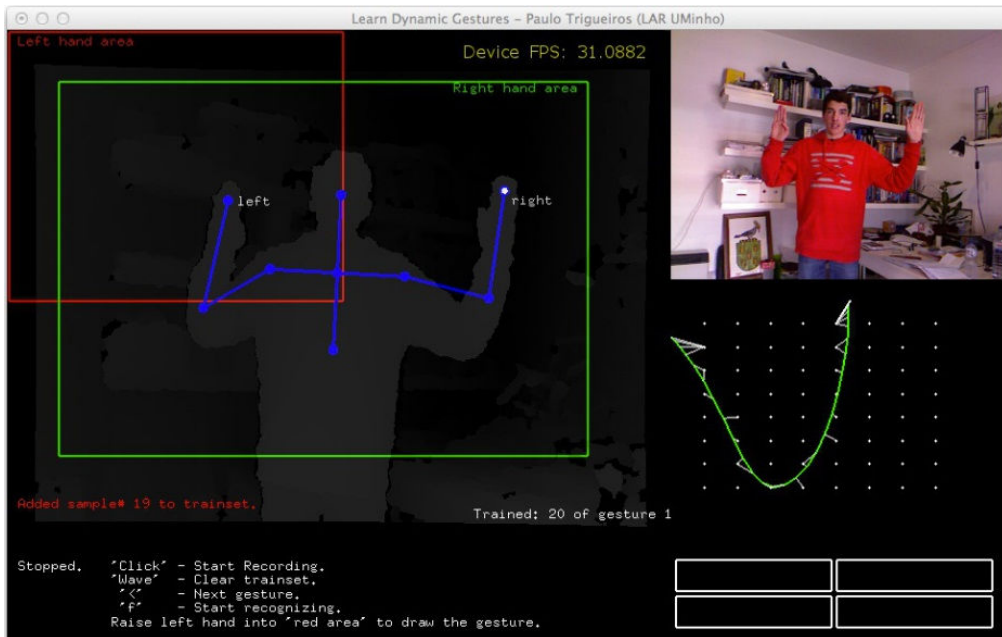 Learn Dynamic Gestures - Paulo Trigueiros (LAR UMinho)
Left hand area
Device FPS: 31.0882
Right hand area
left
right
Added sample# 19 to trainset.
Trained: 20 of gesture 1
Stopped. "Click" - Start Recording.
"Wave" - Clear trainset.
"<" - Next gesture.
"f" - Start recognizing.
Raise left hand into "red area" to draw the gesture.